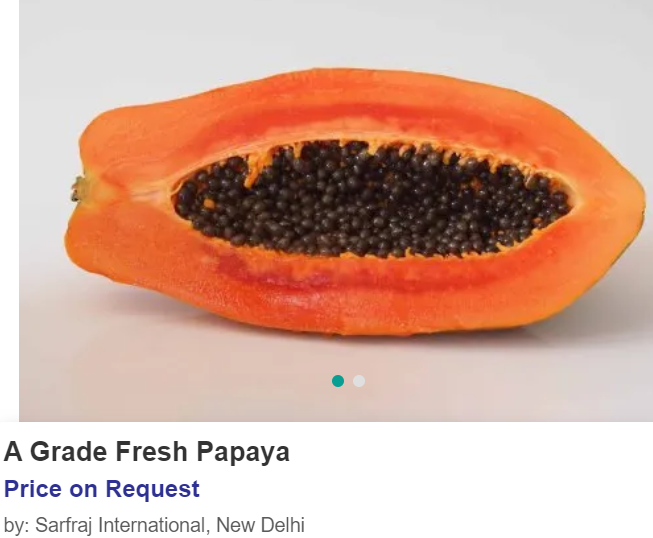 A Grade Fresh Papaya
Price on Request
by: Sarfraj International, New Delhi